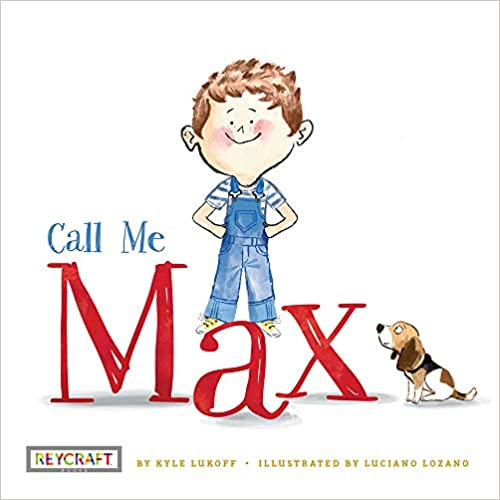 Call Me
Max
REYCRAFT
BOOKS
BY KYLE LUKOFF • ILLUSTRATED BY LUCIANO LOZANO